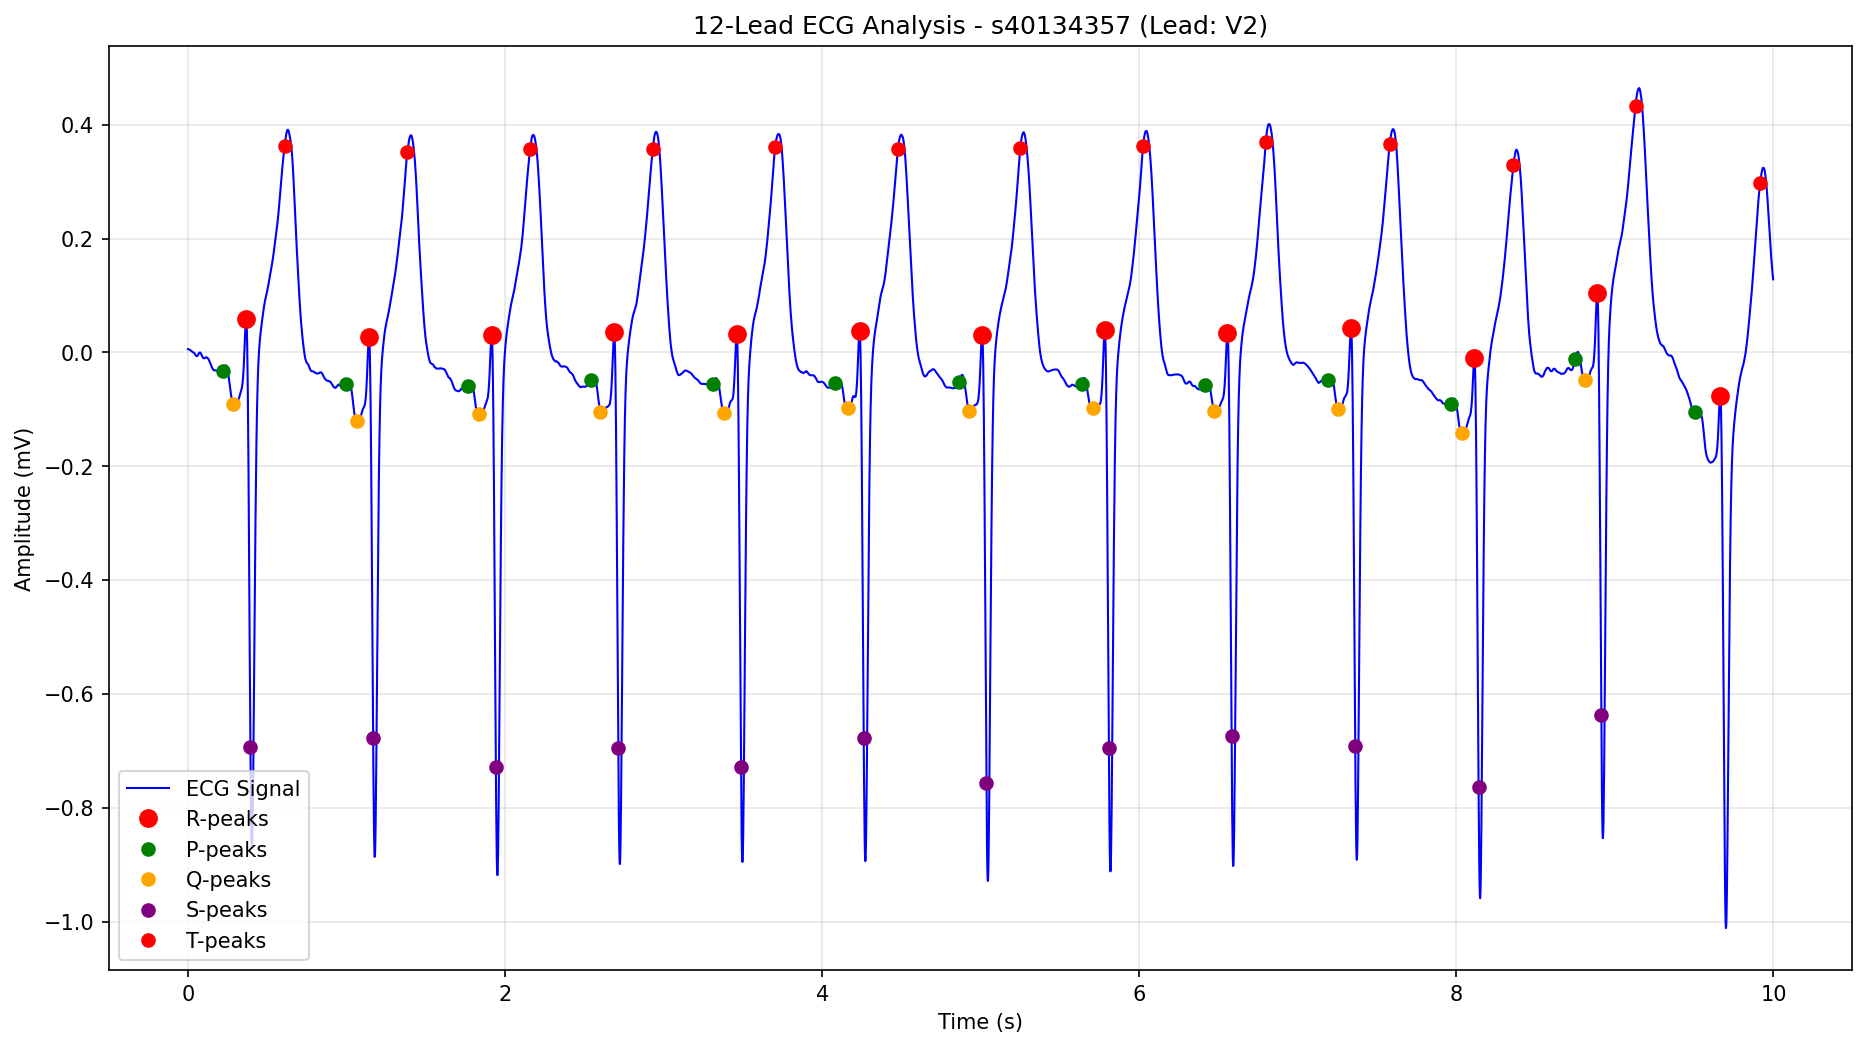 12-Lead ECG Analysis - s40134357 (Lead: V2)
Amplitude (mV)
0.4
0.2
0.0
−0.2
−0.4
−0.6
−0.8
−1.0
ECG Signal
R-peaks
P-peaks
Q-peaks
S-peaks
T-peaks
0 2 4 6 8 10
Time (s)